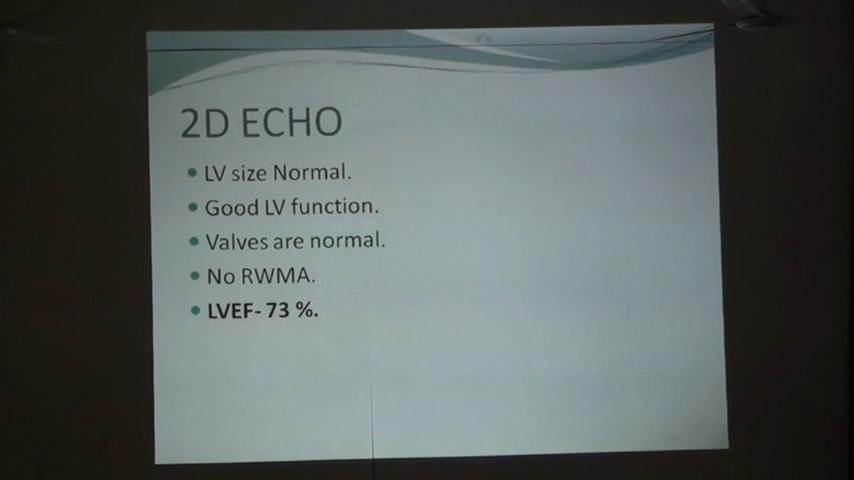 2D ECHO
• LV size Normal.
• Good LV function.
• Valves are normal.
• No RWMA.
• LVEF- 73 %.